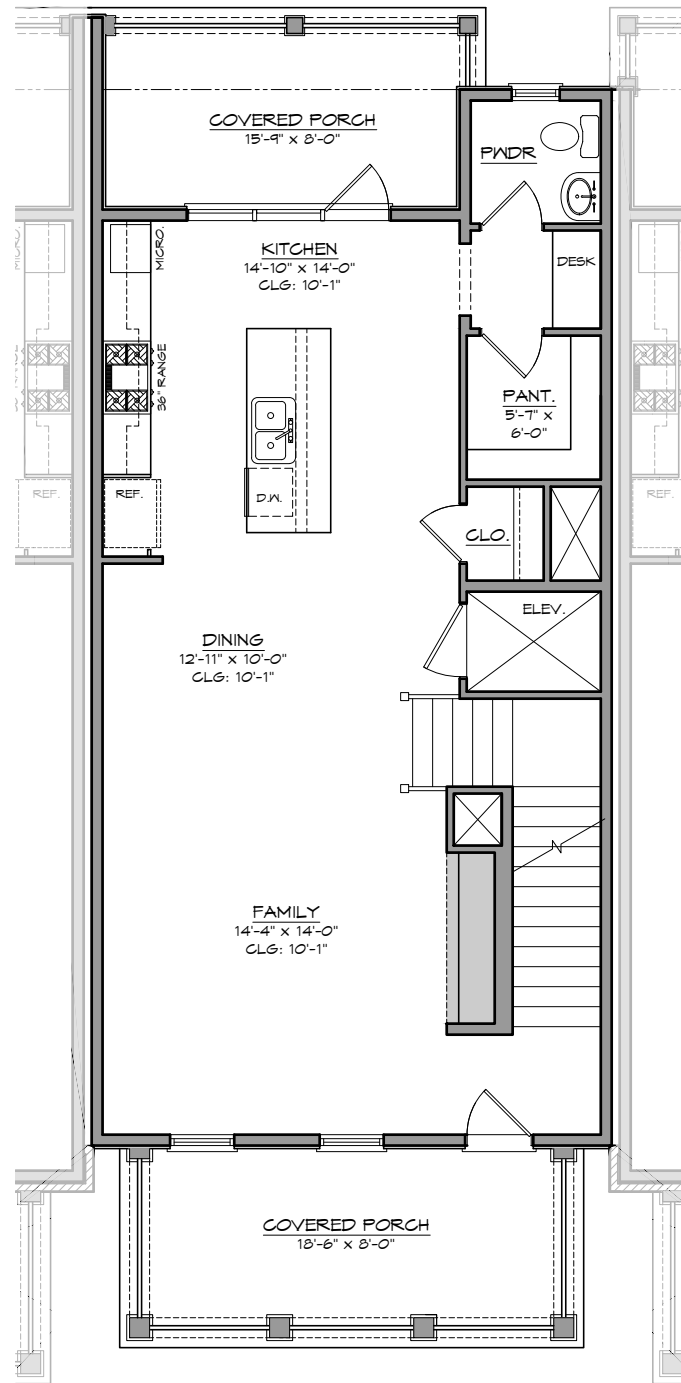 COVERED PORCH
15'-9" x 8'-0"
PWDR
KITCHEN
14'-10" x 14'-0"
CLG: 10'-1"
MICRO.
MICRO.
DESK
36" RANGE
RANGE
PANT.
5'-7" x
6'-0"
REF.
REF.
D.W.
REF.
CLO.
ELEV.
DINING
12'-11" x 10'-0"
CLG: 10'-1"
N
FAMILY
14'-4" x 14'-0"
CLG: 10'-1"
COVERED PORCH
18'-6" x 8'-0"